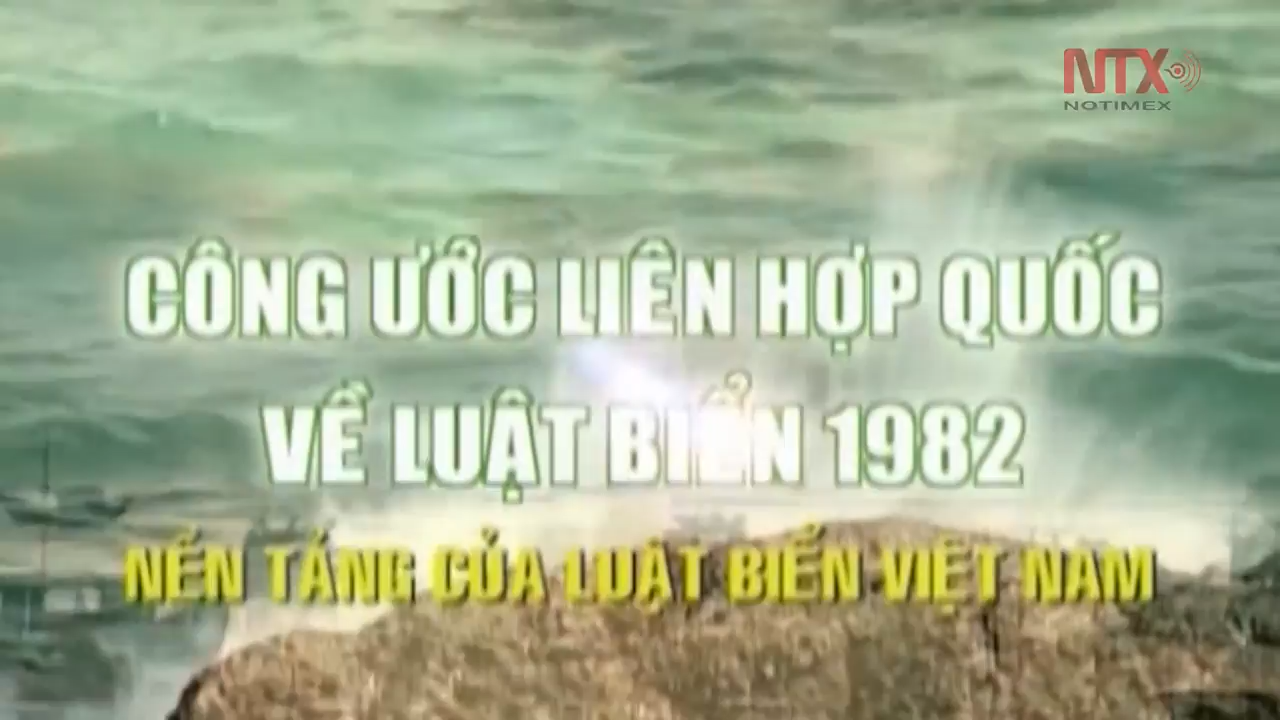 NTX
NOTIMEX
CÔNG ƯỚC LIÊN HỢP QUỐC
VỀ LUẬT BIỂN 1982
NỀN TẢNG CỦA LUẬT BIỂN VIỆT NAM